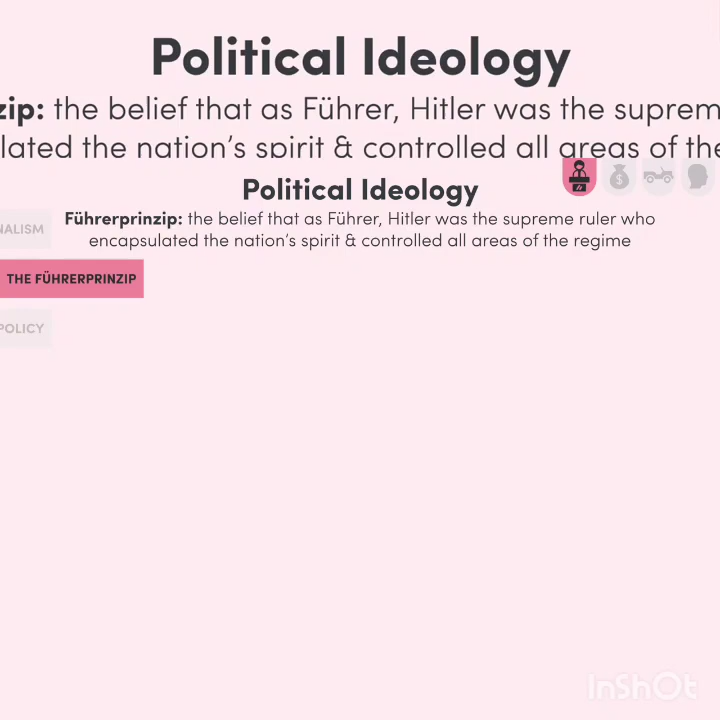 Political Ideology
zip: the belief that as Führer, Hitler was the suprem
lated the nation's spirit & controlled all areas of the
Political Ideology
Führerprinzip: the belief that as Führer, Hitler was the supreme ruler who
encapsulated the nation's spirit & controlled all areas of the regime
NALISM
THE FÜHRERPRINZIP
POLICY
InShOt